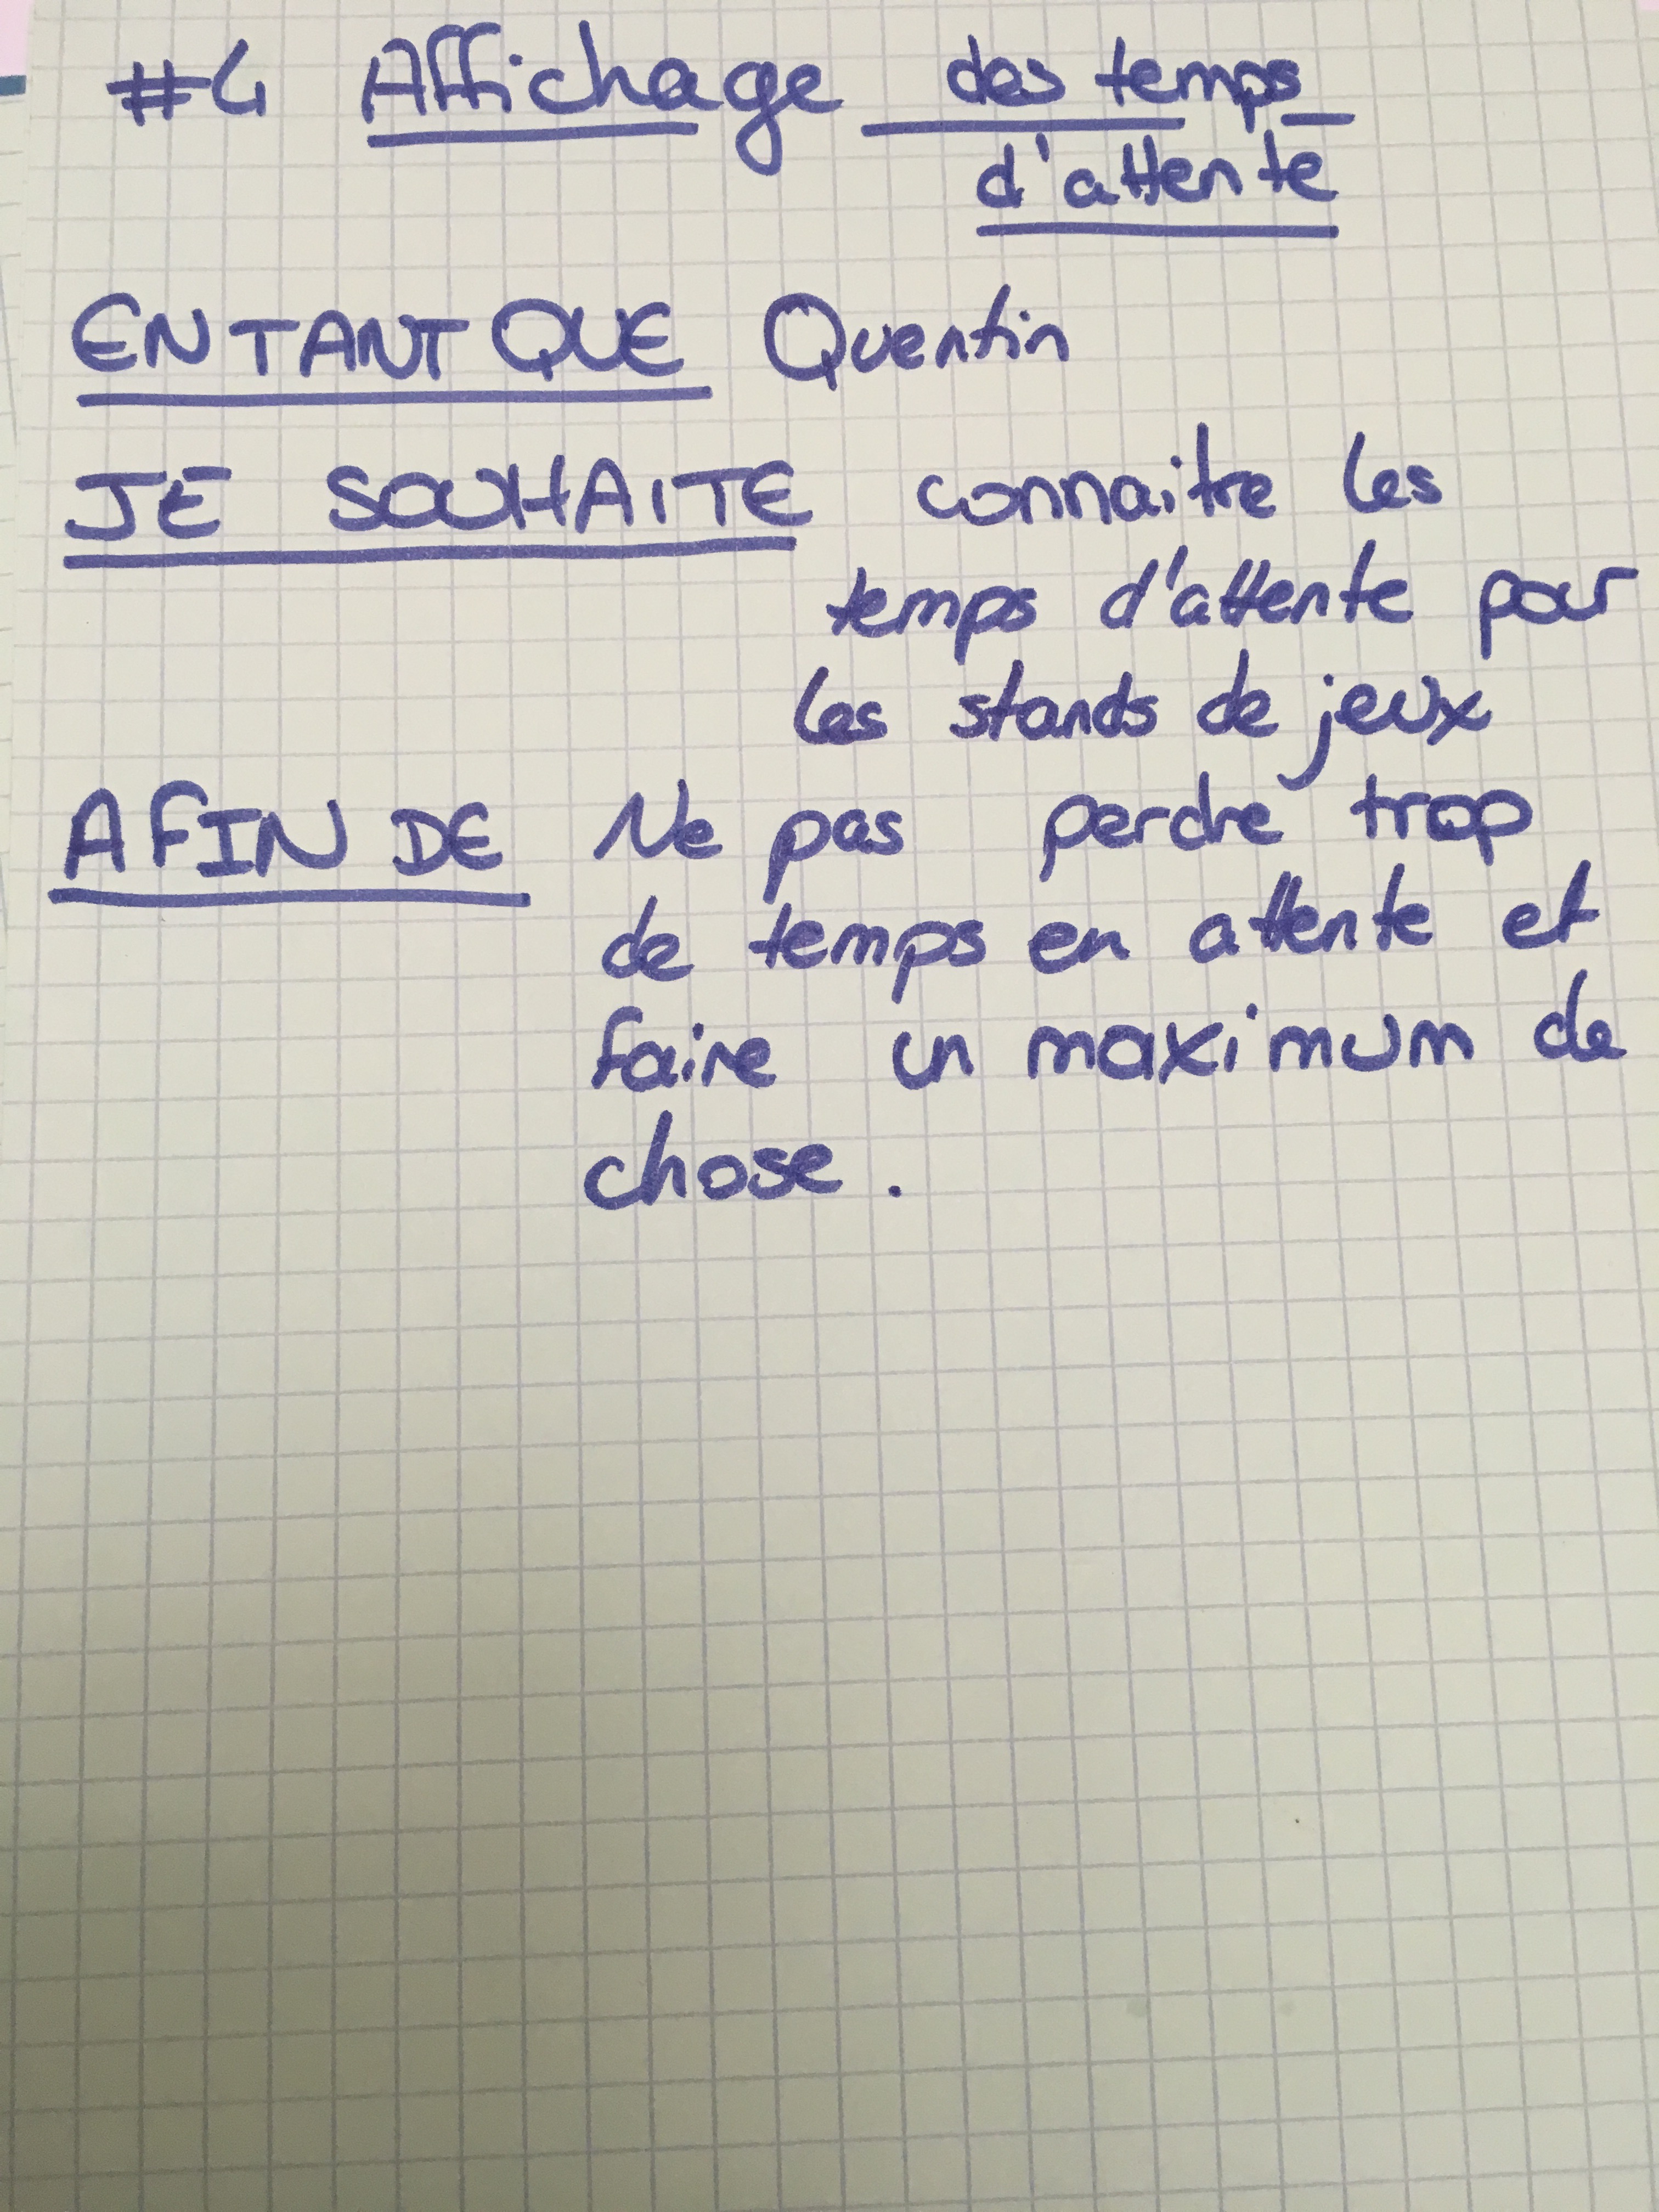 #4 Affichage des temps
d'attente
EN TANT QUE Quentin
JE SOUHAITE connaitre les
temps d'attente pour
les stands de jeux
AFIN DE Ne pas perdre trop
de temps en attente et
faire un maximum de
chose.